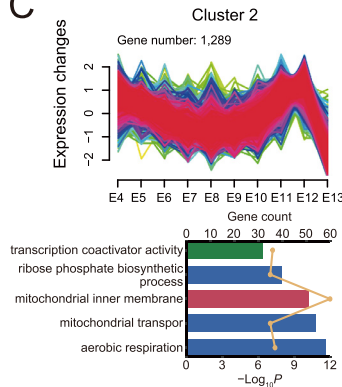 C
Cluster 2
Gene number: 1,289
Expression changes
2
1
0
−1
−2
E4 E5 E6 E7 E8 E9 E10 E11 E12 E13
Gene count
0 10 20 30 40 50 60
transcription coactivator activity
ribose phosphate biosynthetic
process
mitochondrial inner membrane
mitochondrial transpor
aerobic respiration
0 3 6 9 12
−Log10P